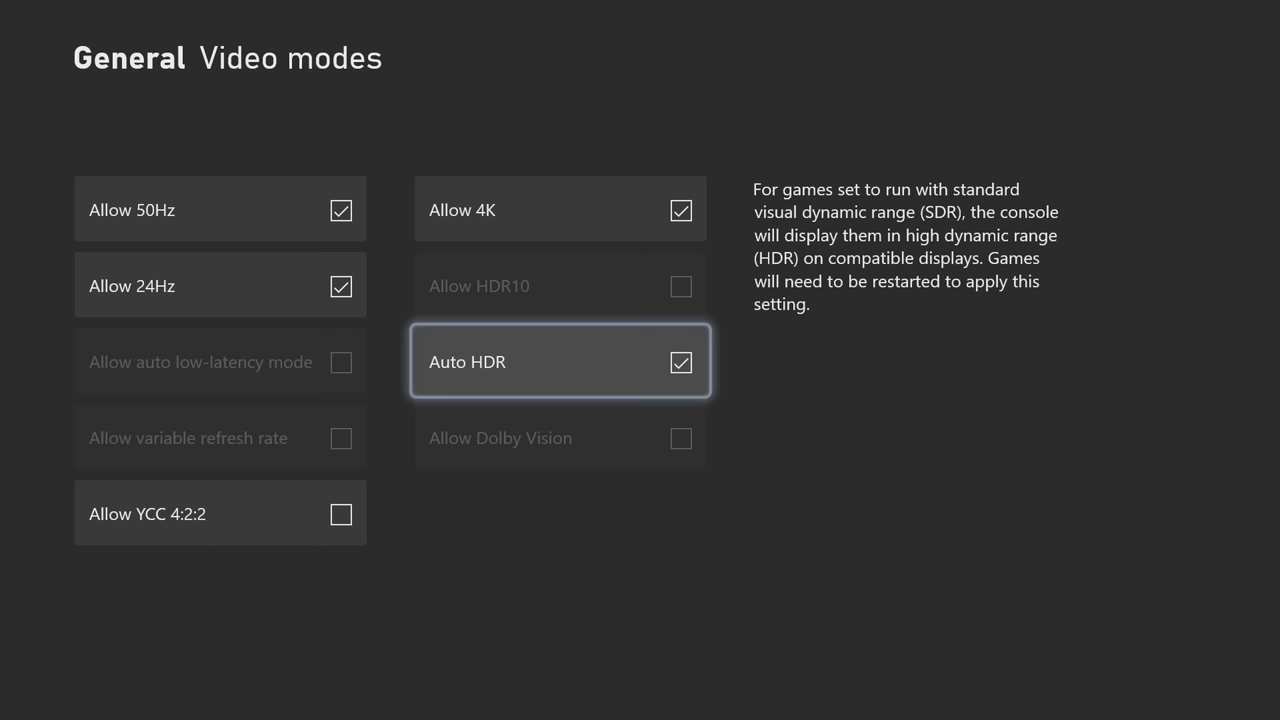 General Video modes
Allow 50Hz
Allow 24Hz
Allow auto low-latency mode
Allow variable refresh rate
Allow YCC 4:2:2
Allow 4K
Allow HDR10
Auto HDR
Allow Dolby Vision
For games set to run with standard
visual dynamic range (SDR), the console
will display them in high dynamic range
(HDR) on compatible displays. Games
will need to be restarted to apply this
setting.